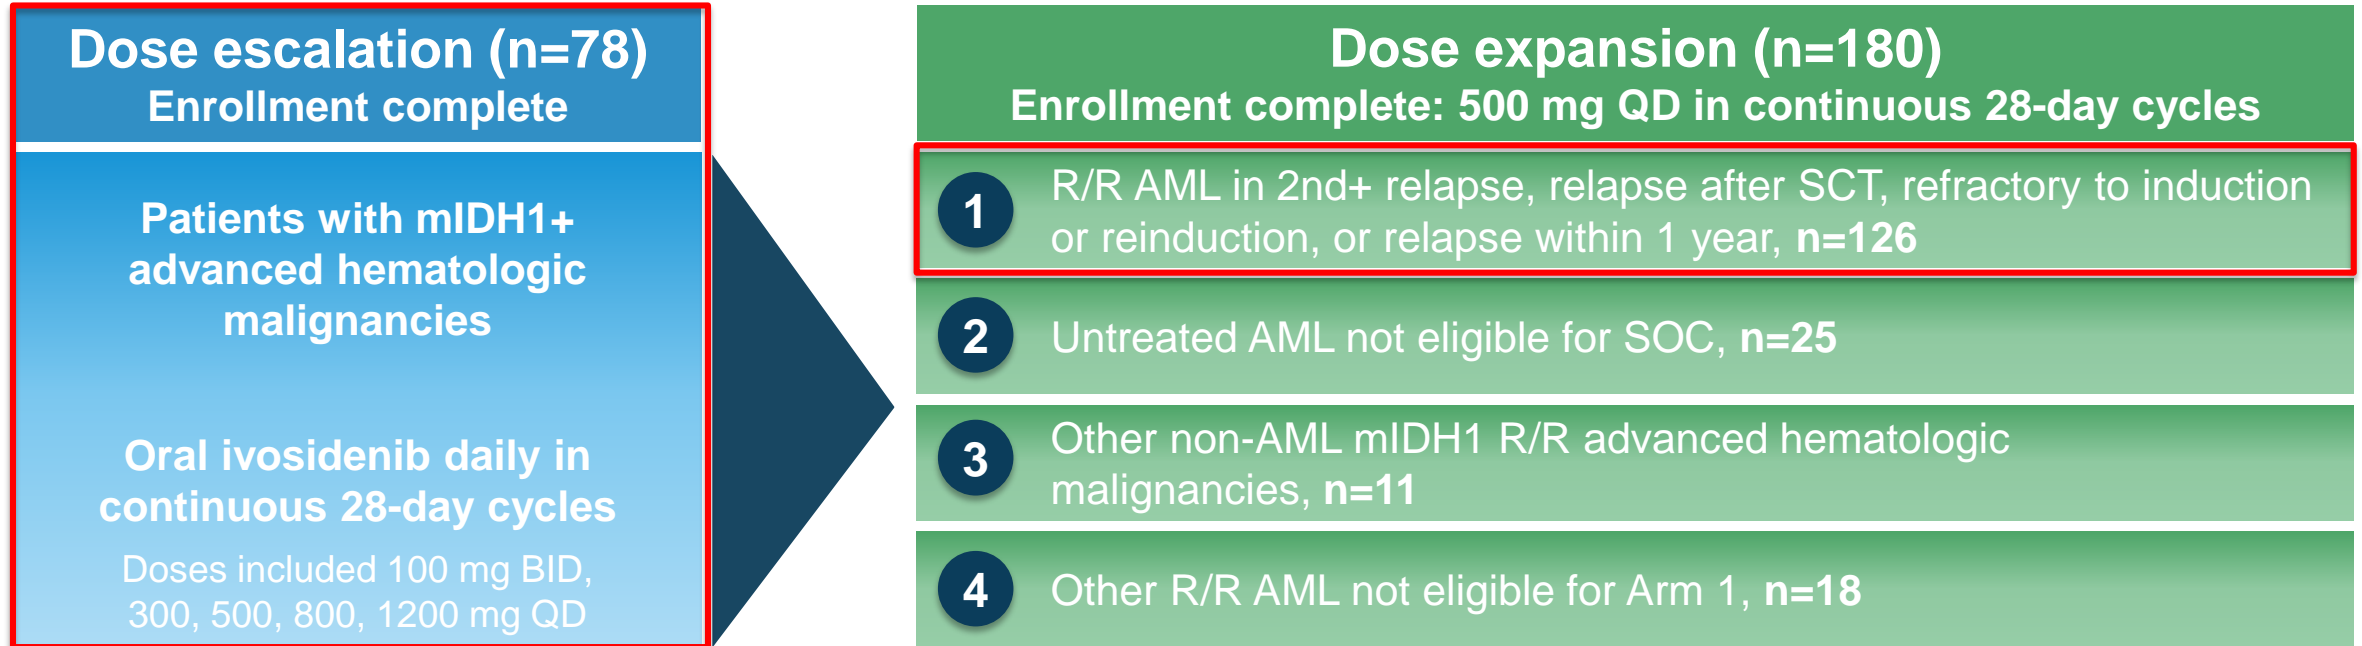 Dose escalation (n=78)
Enrollment complete
Patients with mIDH1+
advanced hematologic
malignancies
Oral ivosidenib daily in
continuous 28-day cycles
Doses included 100 mg BID,
300, 500, 800, 1200 mg QD
Dose expansion (n=180)
Enrollment complete: 500 mg QD in continuous 28-day cycles
1
R/R AML in 2nd+ relapse, relapse after SCT, refractory to induction
or reinduction, or relapse within 1 year, n=126
2
Untreated AML not eligible for SOC, n=25
3
Other non-AML mIDH1 R/R advanced hematologic
malignancies, n=11
4
Other R/R AML not eligible for Arm 1, n=18